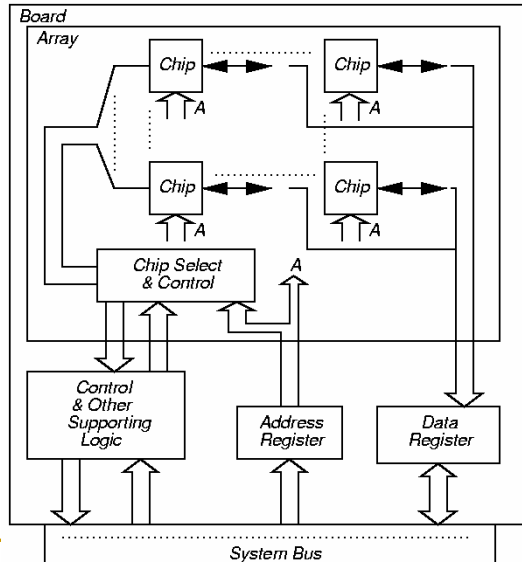 Board
Array
Chip
Chip
A
A
Chip
Chip
A
A
Chip Select
& Control
A
Control
& Other
Supporting
Logic
Address
Register
Data
Register
System Bus